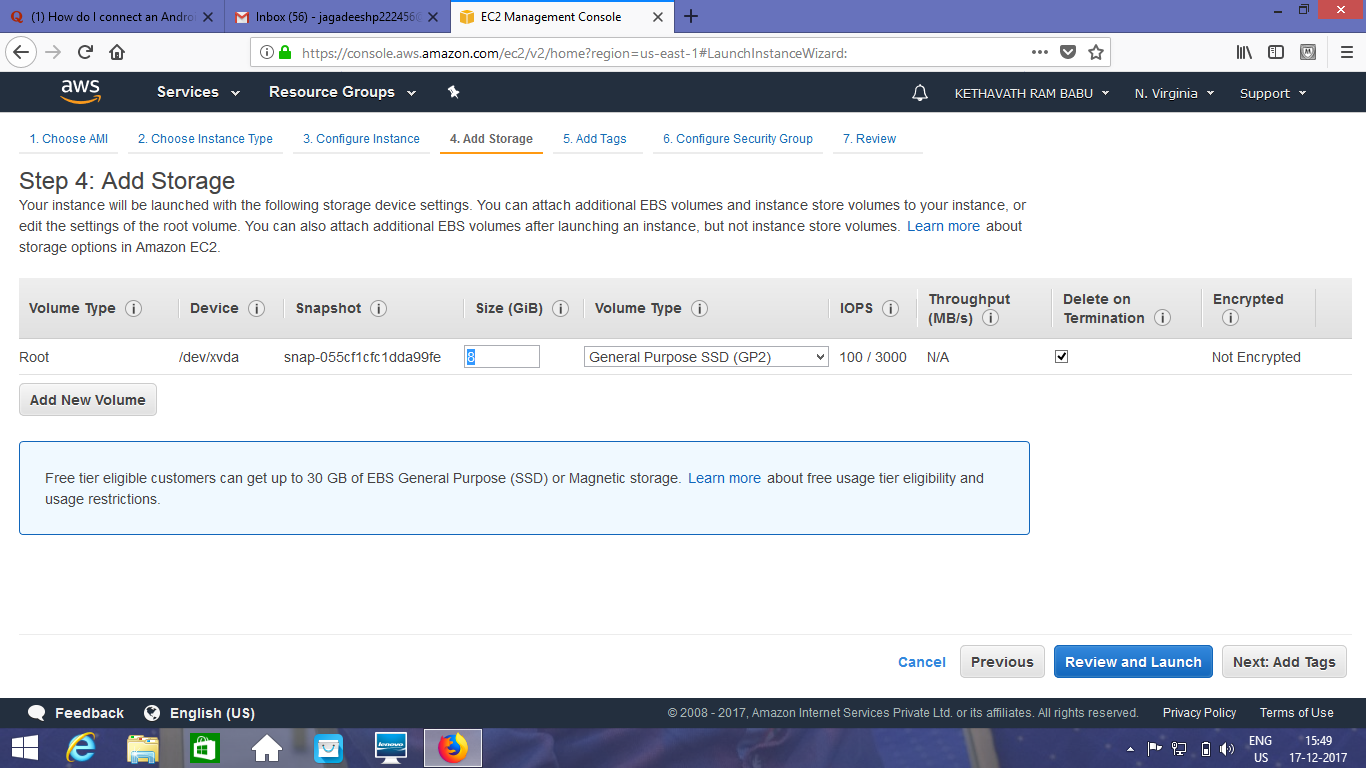 (1) How do I connect an Andro
Inbox (56) - jagadeeshp222456@
EC2 Management Console
https://console.aws.amazon.com/ec2/v2/home?region=us-east-1#LaunchInstanceWizard:
aws
Services
Resource Groups
KETHAVATH RAM BABU
N. Virginia
Support
1. Choose AMI
2. Choose Instance Type
3. Configure Instance
4. Add Storage
5. Add Tags
6. Configure Security Group
7. Review
Step 4: Add Storage
Your instance will be launched with the following storage device settings. You can attach additional EBS volumes and instance store volumes to your instance, or
edit the settings of the root volume. You can also attach additional EBS volumes after launching an instance, but not instance store volumes. Learn more about
storage options in Amazon EC2.
Volume Type
Device
Snapshot
Size (GiB)
Volume Type
IOPS
Throughput
(MB/s)
Delete on
Termination
Encrypted
Root
/dev/xvda
snap-055cf1cfc1dda99fe
8
General Purpose SSD (GP2)
100 / 3000
N/A
Not Encrypted
Add New Volume
Free tier eligible customers can get up to 30 GB of EBS General Purpose (SSD) or Magnetic storage. Learn more about free usage tier eligibility and
usage restrictions.
Cancel
Previous
Review and Launch
Next: Add Tags
Feedback
English (US)
© 2008 - 2017, Amazon Internet Services Private Ltd. or its affiliates. All rights reserved.
Privacy Policy
Terms of Use
lenovo
ENG
US
15:49
17-12-2017